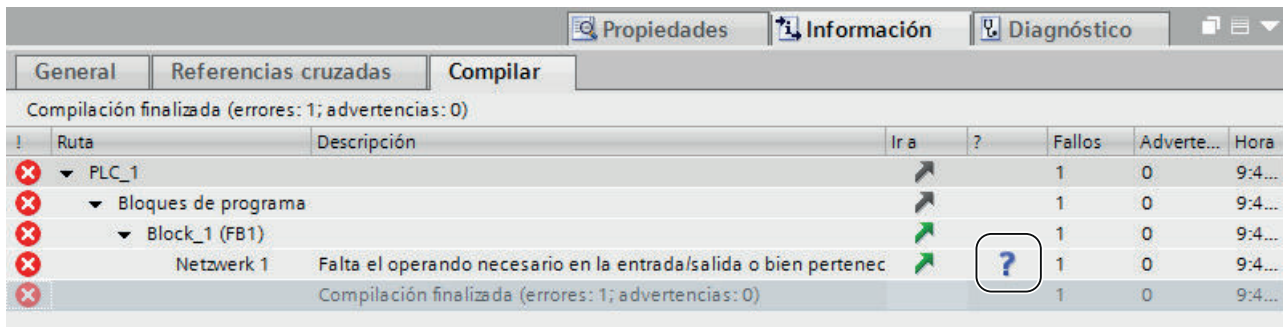 Propiedades Información Diagnóstico
General Referencias cruzadas Compilar
Compilación finalizada (errores: 1; advertencias: 0)
! Ruta Descripción Ir a ? Fallos Adverte... Hora
PLC_1 1 0 9:4...
Bloques de programa 1 0 9:4...
Block_1 (FB1) 1 0 9:4...
Netzwerk 1 Falta el operando necesario en la entrada/salida o bien pertenec ? 1 0 9:4...
Compilación finalizada (errores: 1; advertencias: 0) 1 0 9:4...